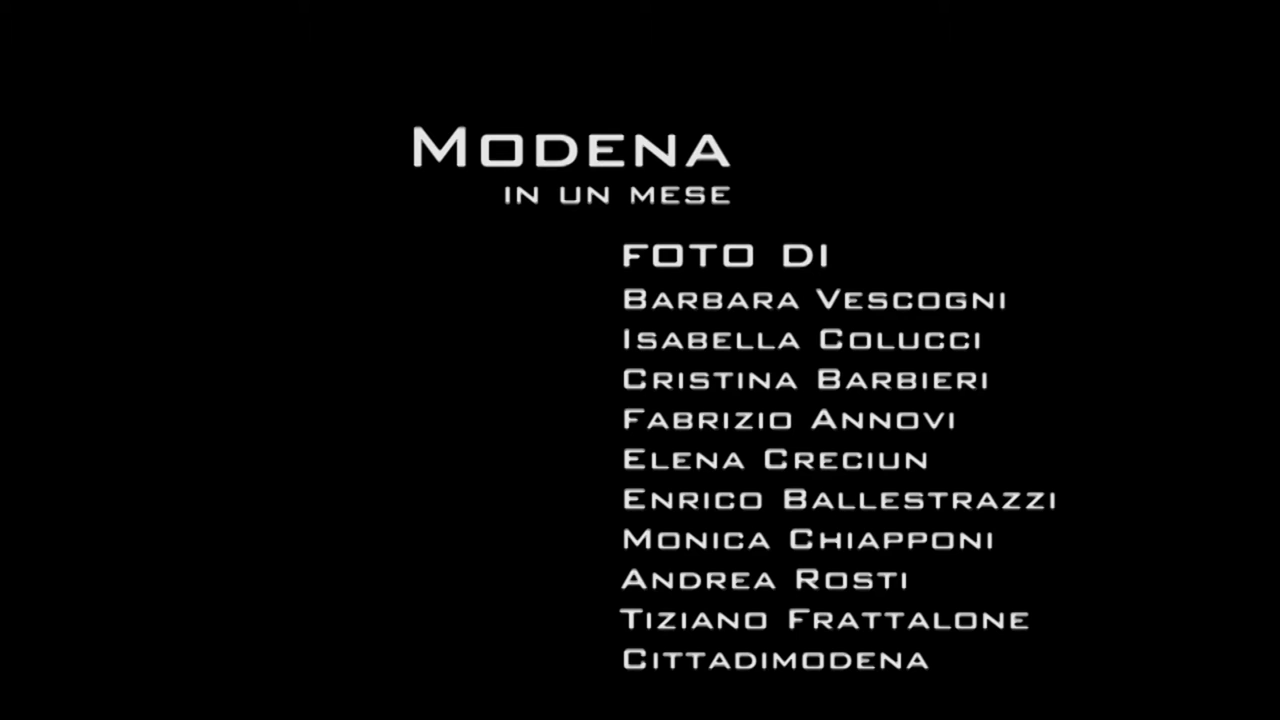 Modena
in un mese
foto di
Barbara Vescogni
Isabella Colucci
Cristina Barbieri
Fabrizio Annovi
Elena Creciun
Enrico Ballestrazzi
Monica Chiapponi
Andrea Rosti
Tiziano Frattalone
Cittadimodena